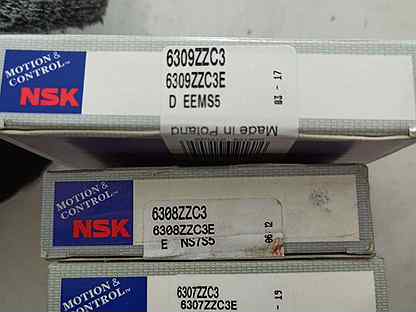 MOTION &
CONTROL™
NSK
6309ZZC3
6309ZZC3E
D EEMS5
03 - 17
Made in Poland
MOTION &
CONTROL™
NSK
6308ZZC3
6308ZZC3E
E NS7S5
06 12
MOTION &
CONTROL™
6307ZZC3
6307ZZC3E
- 19